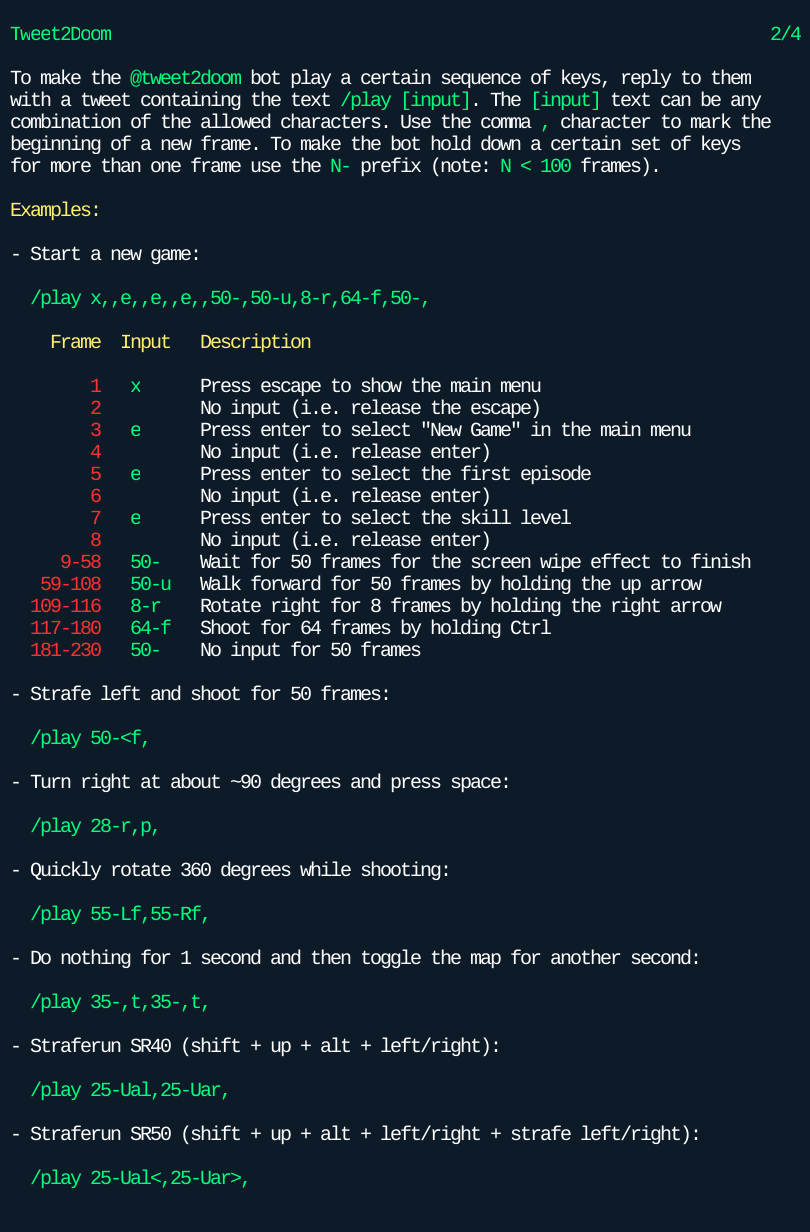 Tweet2Doom 2/4
To make the @tweet2doom bot play a certain sequence of keys, reply to them
with a tweet containing the text /play [input]. The [input] text can be any
combination of the allowed characters. Use the comma , character to mark the
beginning of a new frame. To make the bot hold down a certain set of keys
for more than one frame use the N- prefix (note: N < 100 frames).
Examples:
- Start a new game:
/play x,,e,,e,,e,,50-,50-u,8-r,64-f,50-,
Frame Input Description
1 x Press escape to show the main menu
2 No input (i.e. release the escape)
3 e Press enter to select "New Game" in the main menu
4 No input (i.e. release enter)
5 e Press enter to select the first episode
6 No input (i.e. release enter)
7 e Press enter to select the skill level
8 No input (i.e. release enter)
9-58 50- Wait for 50 frames for the screen wipe effect to finish
59-108 50-u Walk forward for 50 frames by holding the up arrow
109-116 8-r Rotate right for 8 frames by holding the right arrow
117-180 64-f Shoot for 64 frames by holding Ctrl
181-230 50- No input for 50 frames
- Strafe left and shoot for 50 frames:
/play 50-<f,
- Turn right at about ~90 degrees and press space:
/play 28-r,p,
- Quickly rotate 360 degrees while shooting:
/play 55-Lf,55-Rf,
- Do nothing for 1 second and then toggle the map for another second:
/play 35-,t,35-,t,
- Straferun SR40 (shift + up + alt + left/right):
/play 25-Ual,25-Uar,
- Straferun SR50 (shift + up + alt + left/right + strafe left/right):
/play 25-Ual<,25-Uar>,